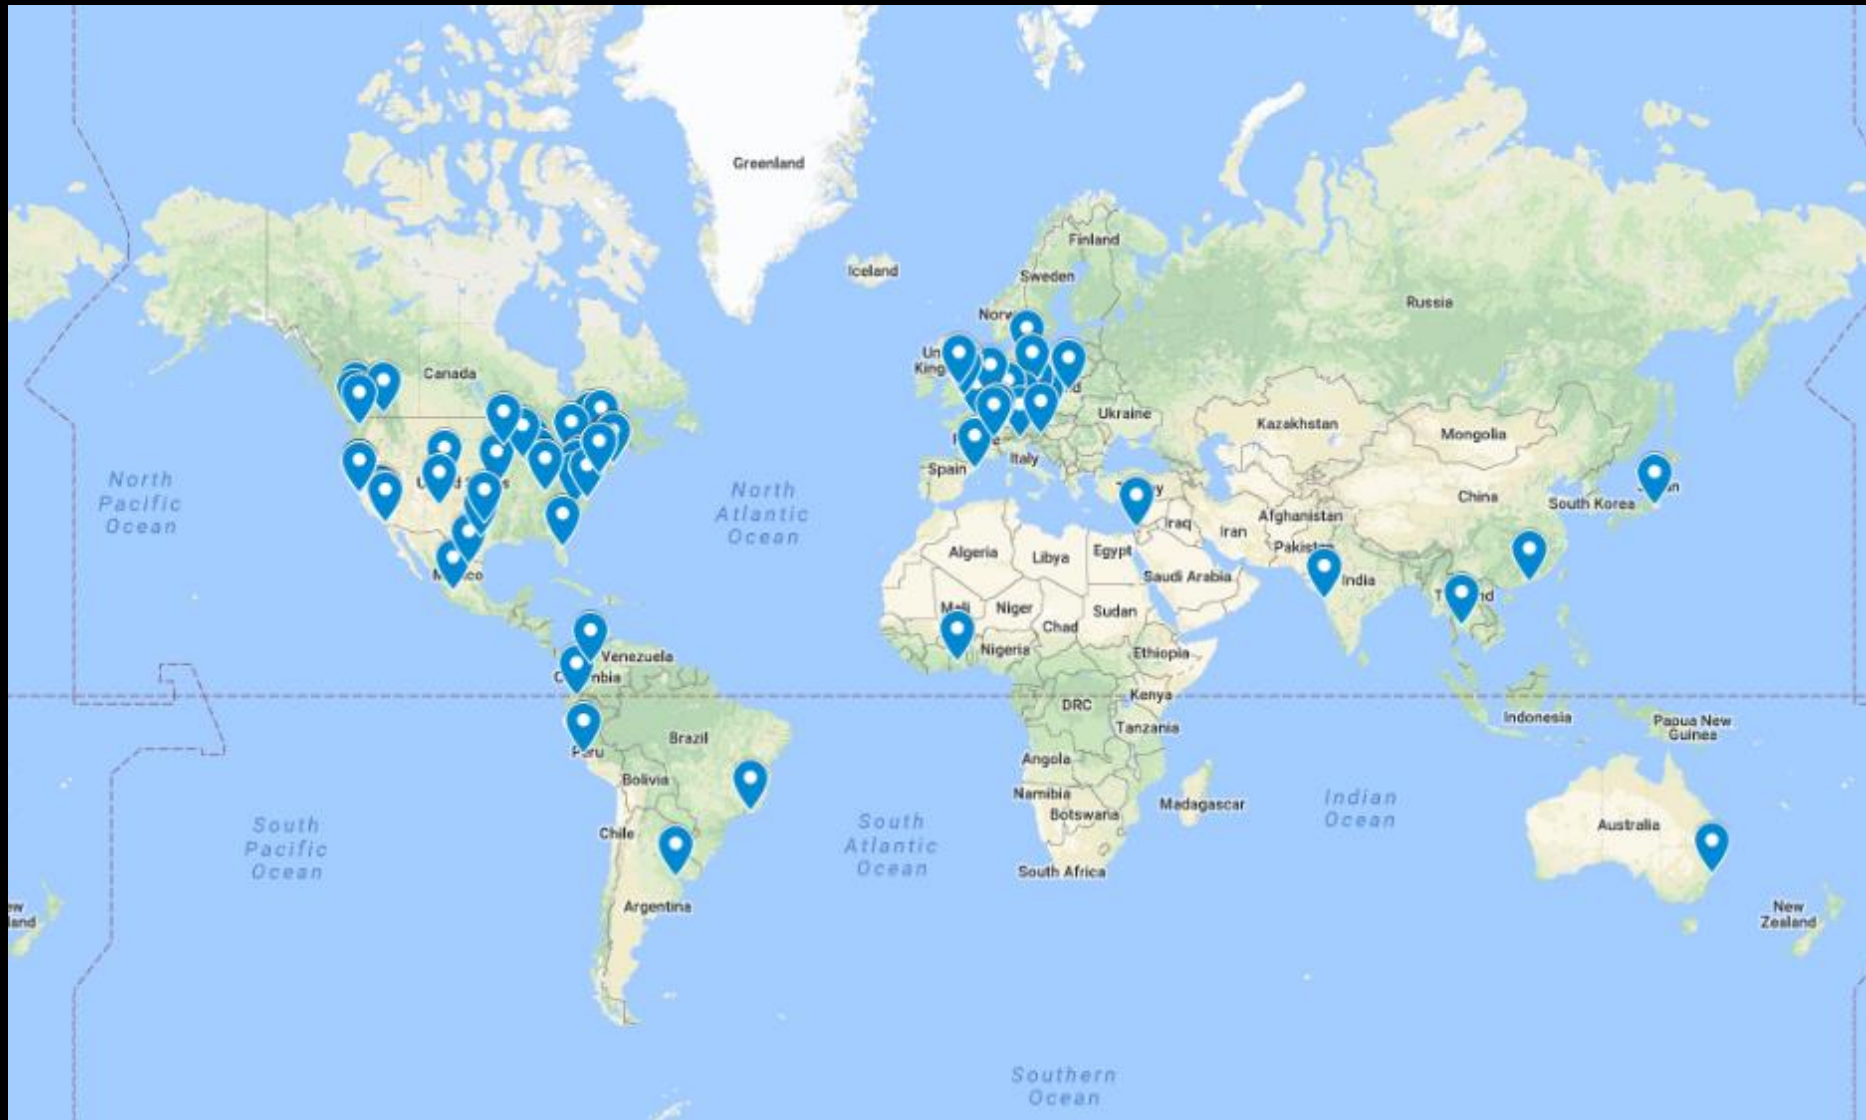 Greenland
Finland
Iceland
Sweden
Russia
Norw
Un
King
Canada
Ukraine
Kazakhstan
Mongolia
Italy
Spain
North
Pacific
Ocean
North
Atlantic
Ocean
China
South Korea
Afghanistan
Iraq
Iran
Algeria
Libya
Egypt
Saudi Arabia
India
Niger
Sudan
Chad
Nigeria
Ethiopia
Venezuela
Kenya
DRC
Tanzania
Indonesia
Papua New
Guinea
Brazil
Bolivia
Angola
Namibia
Botswana
Madagascar
Indian
Ocean
South
Pacific
Ocean
Chile
South
Atlantic
Ocean
Australia
South Africa
Argentina
New
Zealand
Southern
Ocean